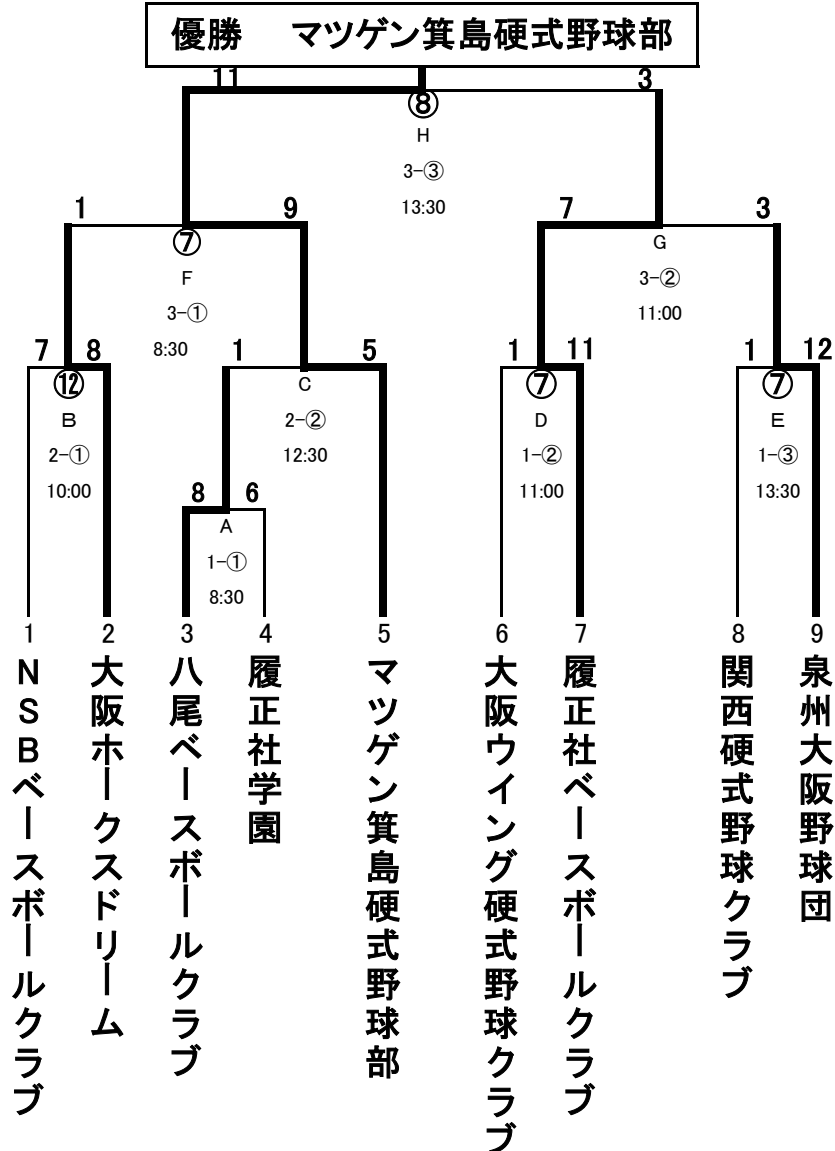 優勝 マツゲン箕島硬式野球部
11 3
⑧
H
3-③
13:30
1 9 7 3
⑦ G
F 3-②
3-① 11:00
8:30
7 8 1 5 1 11 1 12
⑫ C ⑦ ⑦
B 2-② D E
2-① 12:30 1-② 1-③
10:00 11:00 13:30
8 6
A
1-①
8:30
1 2 3 4 5 6 7 8 9
NSBベースボールクラブ
大阪ホークスドリーム
八尾ベースボールクラブ
履正社学園
マツゲン箕島硬式野球部
大阪ウイング硬式野球クラブ
履正社ベースボールクラブ
関西硬式野球クラブ
泉州大阪野球団